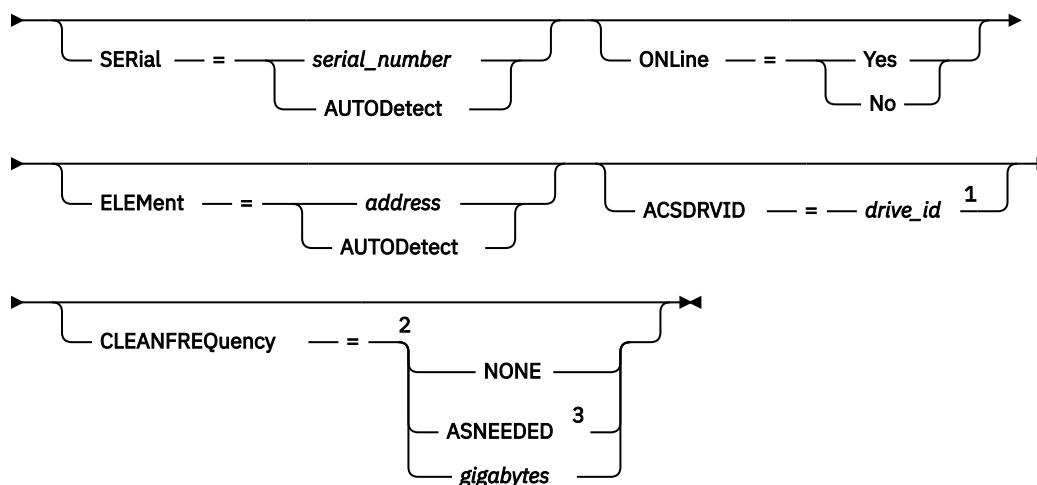 SERial = serial_number ONLine = Yes
AUTODetect No
ELEMent = address ACSDRVID = drive_id 1
AUTODetect
CLEANFREQuency = 2
NONE
ASNEEDED 3
gigabytes